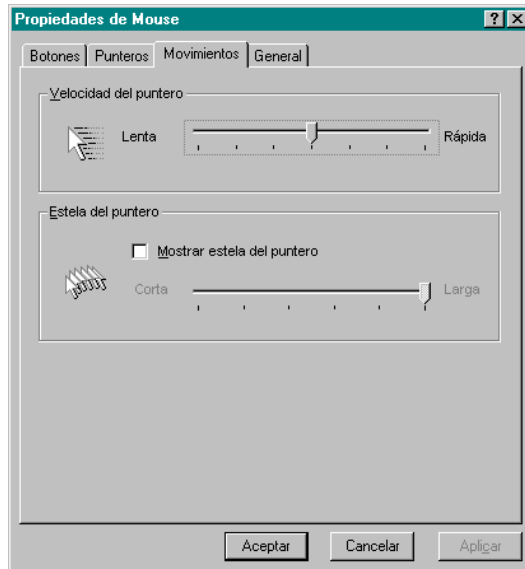 Propiedades de Mouse
Botones Punteros Movimientos General
Velocidad del puntero
Lenta Rápida
Estela del puntero
Mostrar estela del puntero
Corta Larga
Aceptar Cancelar Aplicar